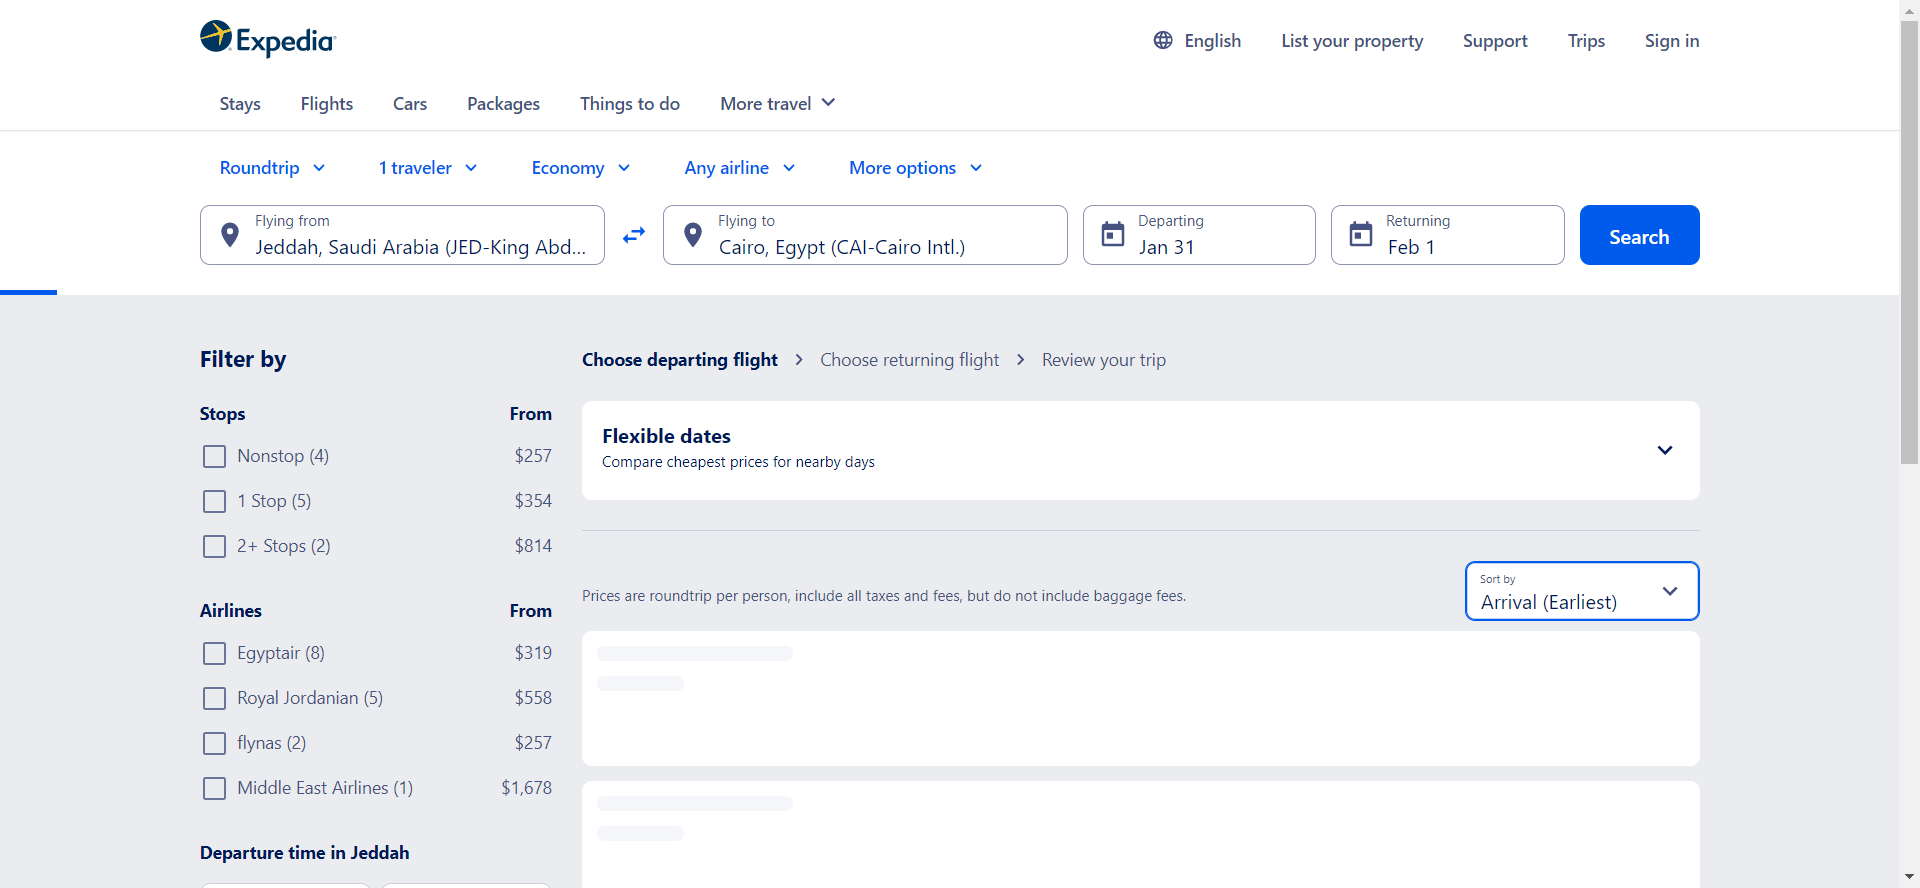 Expedia
English
List your property
Support
Trips
Sign in
Stays
Flights
Cars
Packages
Things to do
More travel
Roundtrip
1 traveler
Economy
Any airline
More options
Flying from
Jeddah, Saudi Arabia (JED-King Abd...
Flying to
Cairo, Egypt (CAI-Cairo Intl.)
Departing
Jan 31
Returning
Feb 1
Search
Filter by
Stops From
Nonstop (4) $257
1 Stop (5) $354
2+ Stops (2) $814
Airlines From
Egyptair (8) $319
Royal Jordanian (5) $558
flynas (2) $257
Middle East Airlines (1) $1,678
Departure time in Jeddah
Choose departing flight
Choose returning flight
Review your trip
Flexible dates
Compare cheapest prices for nearby days
Prices are roundtrip per person, include all taxes and fees, but do not include baggage fees.
Sort by
Arrival (Earliest)